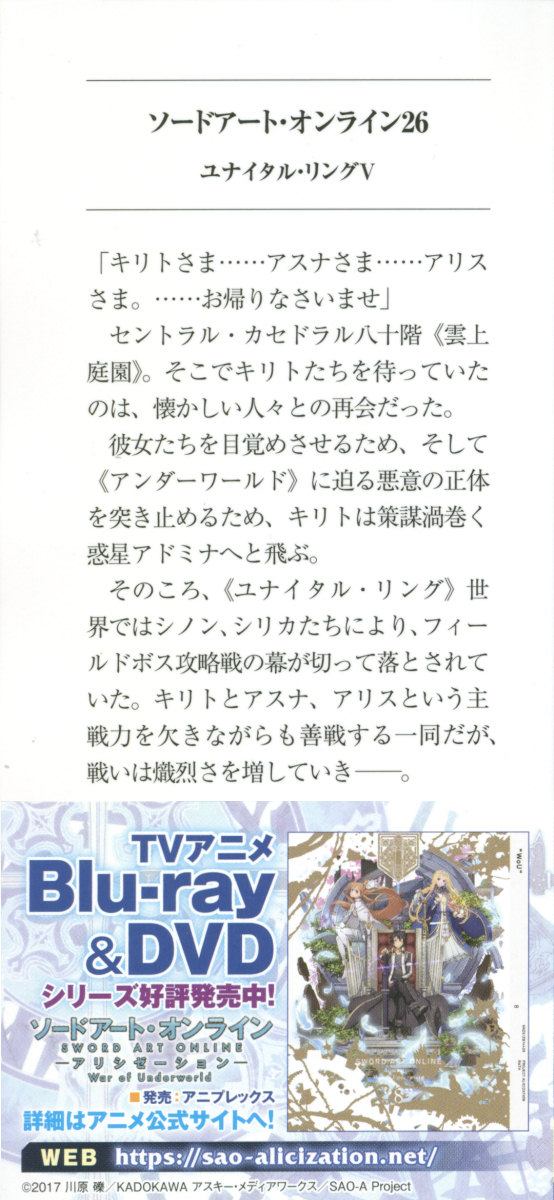 ソードアート・オンライン26
ユナイタル・リングⅤ
「キリトさま……アスナさま……アリス
さま。……お帰りなさいませ」
セントラル・カセドラル八十階《雲上
庭園》。そこでキリトたちを待っていた
のは、懐かしい人々との再会だった。
彼女たちを目覚めさせるため、そして
《アンダーワールド》に迫る悪意の正体
を突き止めるため、キリトは策謀渦巻く
惑星アドミナへと飛ぶ。
そのころ、《ユナイタル・リング》世
界ではシノン、シリカたちにより、フィー
ルドボス攻略戦の幕が切って落とされて
いた。キリトとアスナ、アリスという主
戦力を欠きながらも善戦する一同だが、
戦いは熾烈さを増していき――。
TVアニメ
Blu-ray
&DVD
シリーズ好評発売中!
ソードアート・オンライン
SWORD ART ONLINE
―アリシゼーション―
War of Underworld
■発売：アニプレックス
詳細はアニメ公式サイトへ!
"WoU"
8
SWORD ART ONLINE
8
WEB https://sao-alicization.net/
©2017 川原 礫／KADOKAWA アスキー・メディアワークス／SAO-A Project